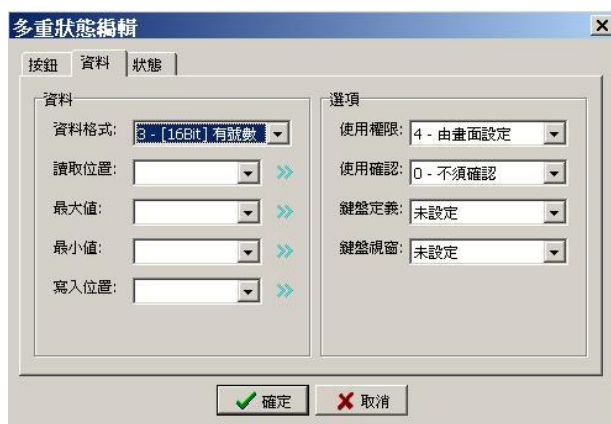 多重狀態編輯
按鈕 資料 狀態
資料
資料格式: 3 - [16Bit] 有號數
讀取位置:
最大值:
最小值:
寫入位置:
選項
使用權限: 4 - 由畫面設定
使用確認: 0 - 不須確認
鍵盤定義: 未設定
鍵盤視窗: 未設定
確定 取消